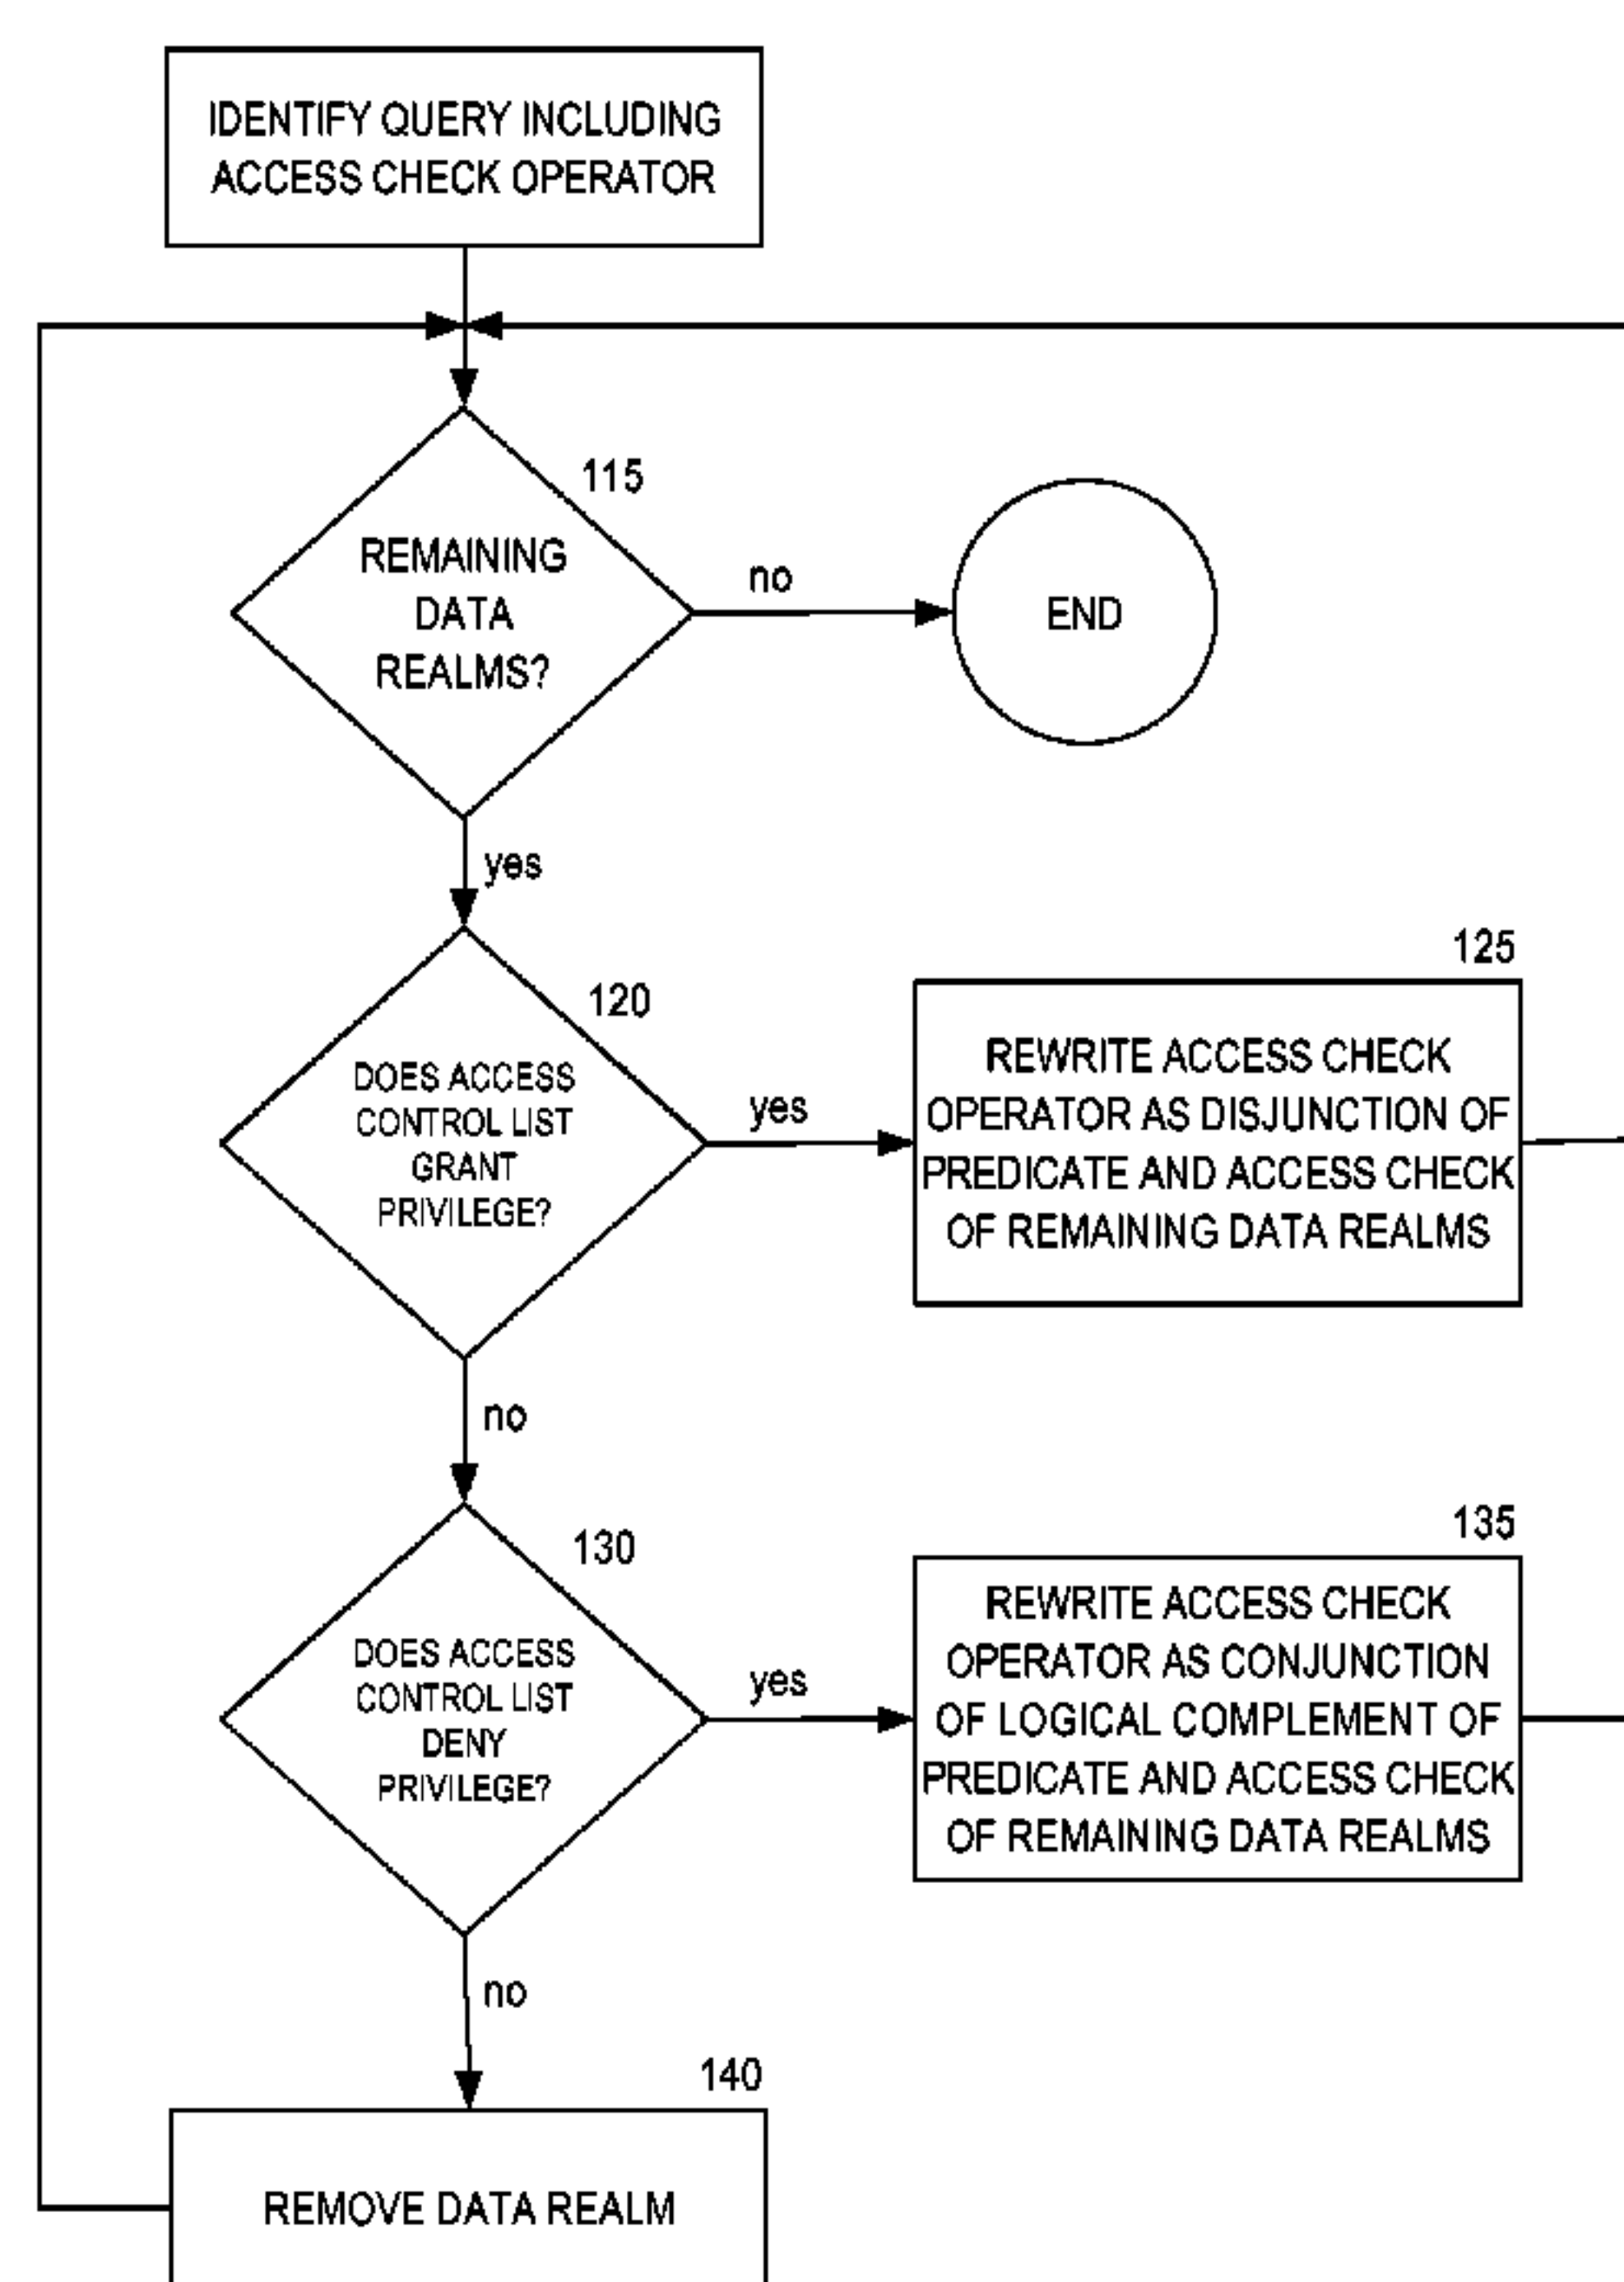 IDENTIFY QUERY INCLUDING
ACCESS CHECK OPERATOR
115
REMAINING
DATA
REALMS?
no
END
yes
120
DOES ACCESS
CONTROL LIST
GRANT
PRIVILEGE?
yes
125
REWRITE ACCESS CHECK
OPERATOR AS DISJUNCTION OF
PREDICATE AND ACCESS CHECK
OF REMAINING DATA REALMS
no
130
DOES ACCESS
CONTROL LIST
DENY
PRIVILEGE?
yes
135
REWRITE ACCESS CHECK
OPERATOR AS CONJUNCTION
OF LOGICAL COMPLEMENT OF
PREDICATE AND ACCESS CHECK
OF REMAINING DATA REALMS
no
140
REMOVE DATA REALM